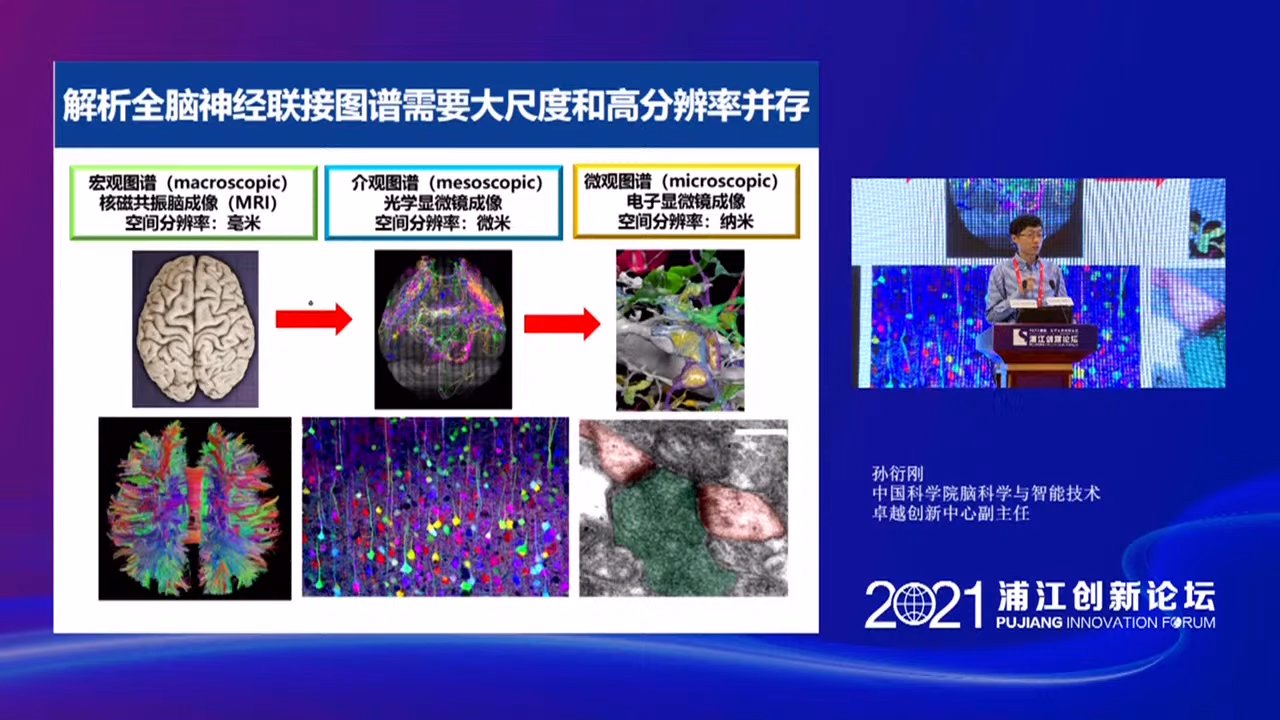 解析全脑神经联接图谱需要大尺度和高分辨率并存
宏观图谱（macroscopic）
核磁共振脑成像（MRI）
空间分辨率：毫米
介观图谱（mesoscopic）
光学显微镜成像
空间分辨率：微米
微观图谱（microscopic）
电子显微镜成像
空间分辨率：纳米
浦江创新论坛
孙衍刚
中国科学院脑科学与智能技术
卓越创新中心副主任
2021 浦江创新论坛
PUJIANG INNOVATION FORUM